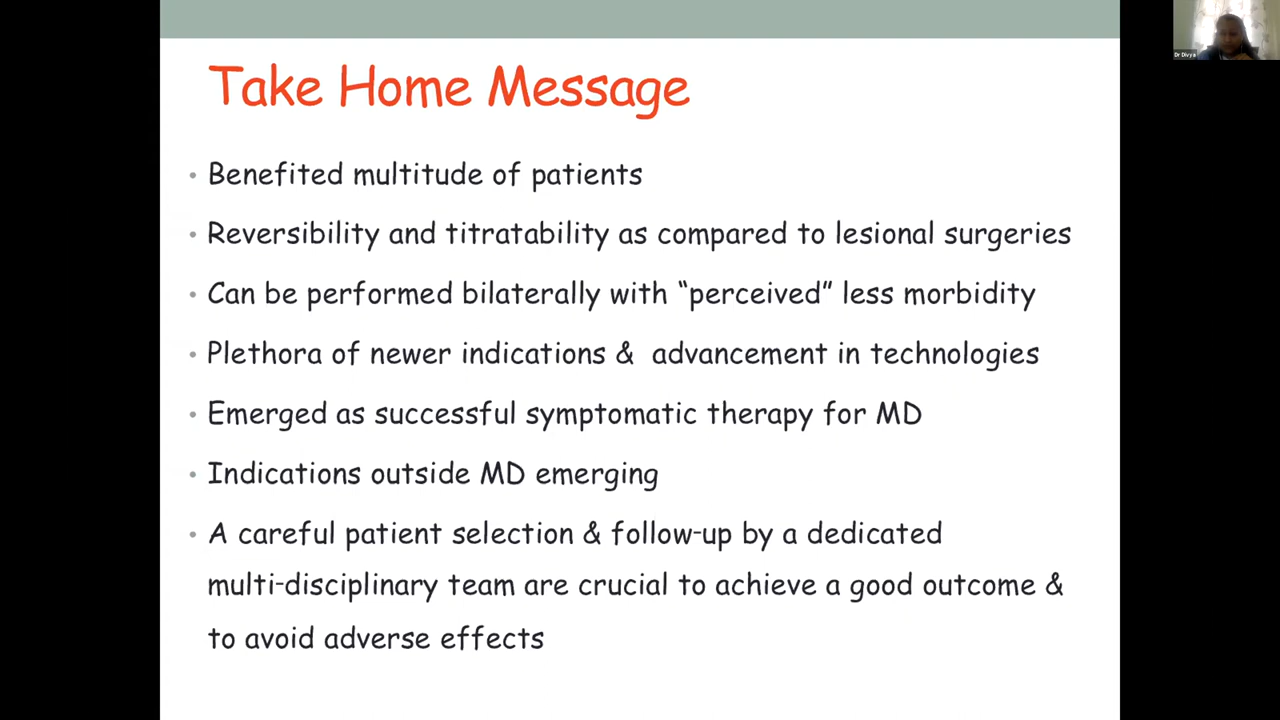 Dr Divya
Take Home Message
• Benefited multitude of patients
• Reversibility and titratability as compared to lesional surgeries
• Can be performed bilaterally with “perceived” less morbidity
• Plethora of newer indications & advancement in technologies
• Emerged as successful symptomatic therapy for MD
• Indications outside MD emerging
• A careful patient selection & follow-up by a dedicated
multi-disciplinary team are crucial to achieve a good outcome &
to avoid adverse effects